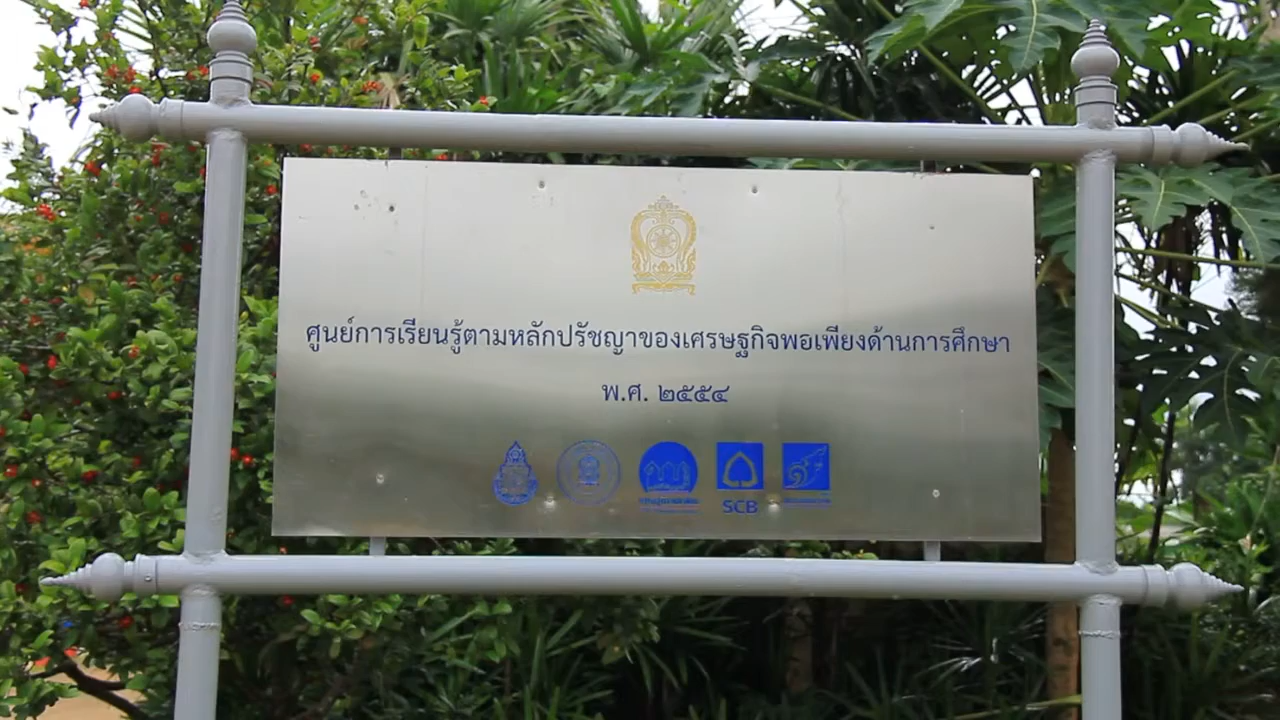 ศูนย์การเรียนรู้ตามหลักปรัชญาของเศรษฐกิจพอเพียงด้านการศึกษา
พ.ศ. ๒๕๕๔
SCB